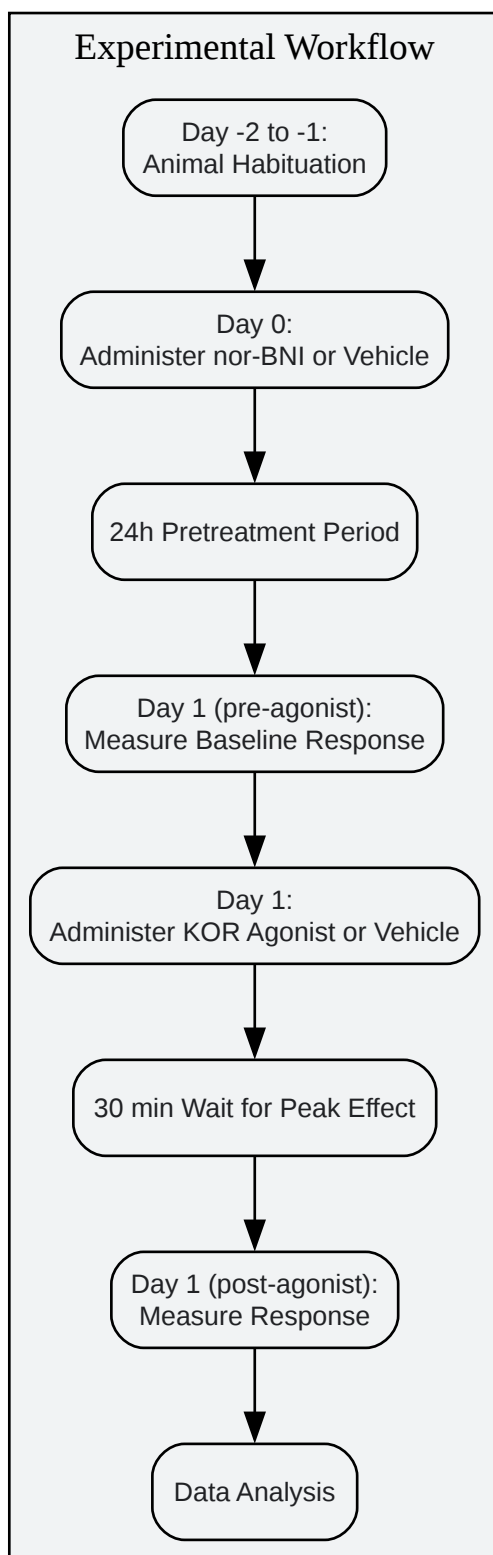 Experimental Workflow
Day -2 to -1:
Animal Habituation
Day 0:
Administer nor-BNI or Vehicle
24h Pretreatment Period
Day 1 (pre-agonist):
Measure Baseline Response
Day 1:
Administer KOR Agonist or Vehicle
30 min Wait for Peak Effect
Day 1 (post-agonist):
Measure Response
Data Analysis